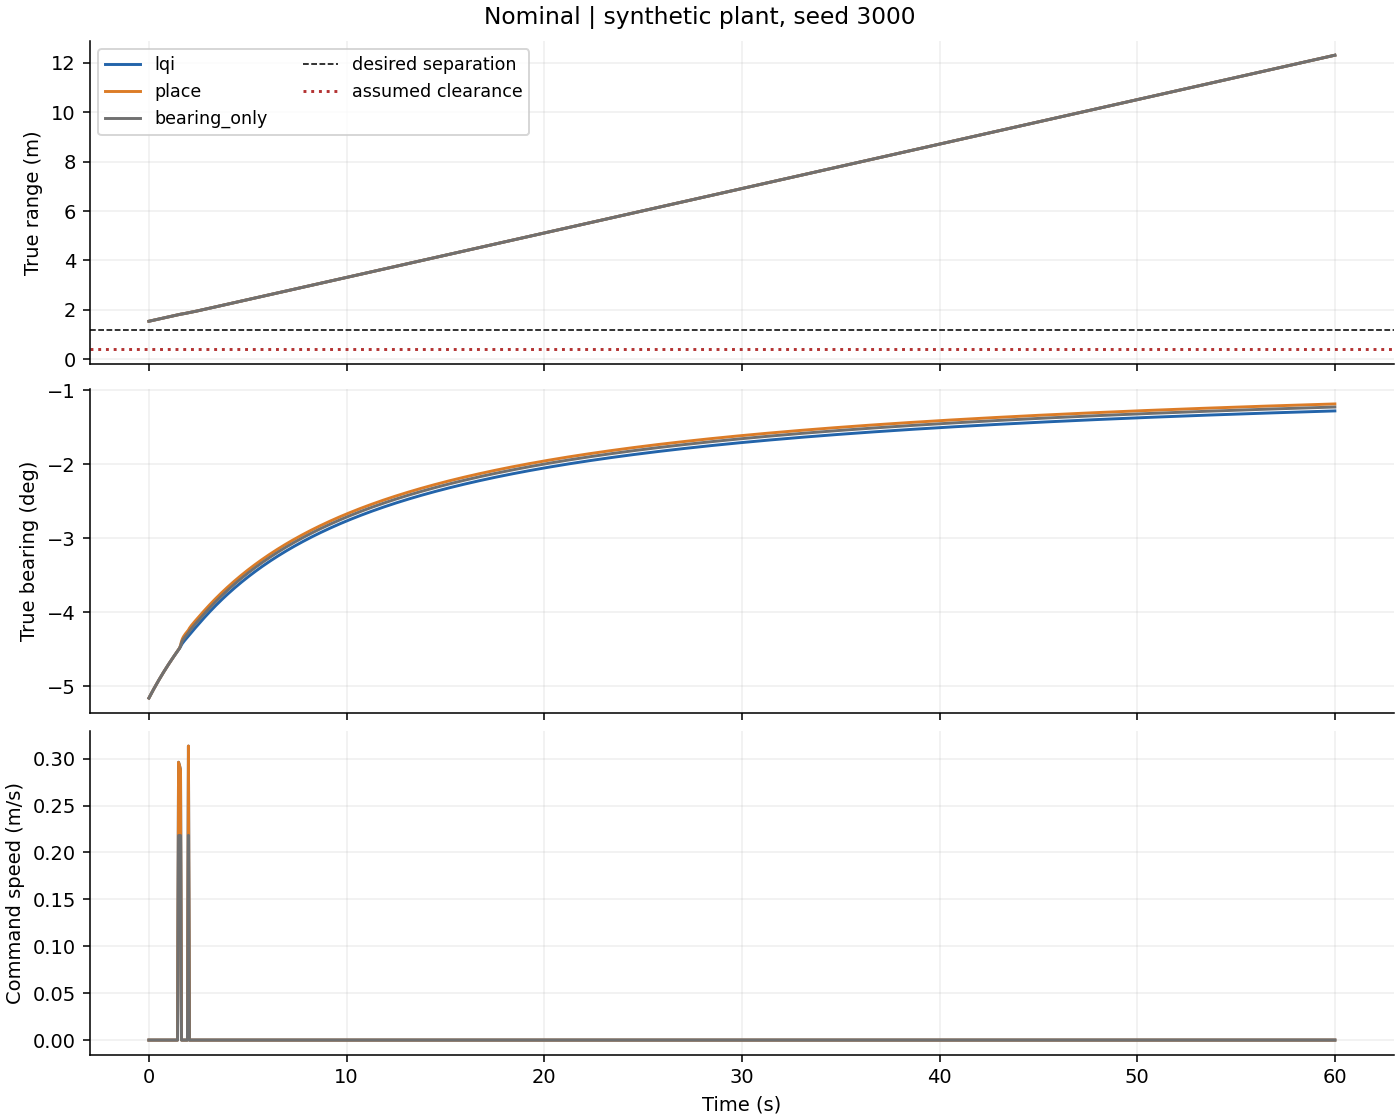 Nominal | synthetic plant, seed 3000
lqi
place
bearing_only
desired separation
assumed clearance
True range (m)
12
10
8
6
4
2
0
True bearing (deg)
−1
−2
−3
−4
−5
Command speed (m/s)
0.30
0.25
0.20
0.15
0.10
0.05
0.00
0 10 20 30 40 50 60
Time (s)